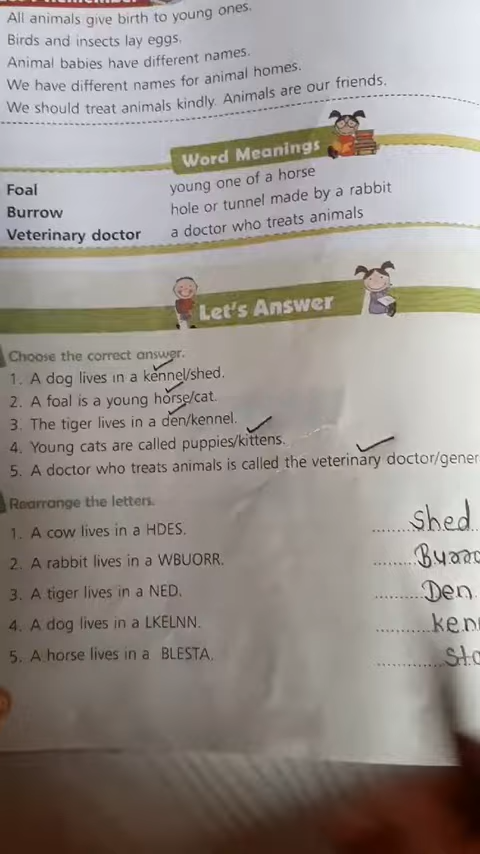 All animals give birth to young ones.
Birds and insects lay eggs.
Animal babies have different names.
We have different names for animal homes.
We should treat animals kindly. Animals are our friends.
Word Meanings
Foal young one of a horse
Burrow hole or tunnel made by a rabbit
Veterinary doctor a doctor who treats animals
Let's Answer
Choose the correct answer.
1. A dog lives in a kennel/shed.
2. A foal is a young horse/cat.
3. The tiger lives in a den/kennel.
4. Young cats are called puppies/kittens.
5. A doctor who treats animals is called the veterinary doctor/gener
Rearrange the letters.
1. A cow lives in a HDES. ........shed
2. A rabbit lives in a WBUORR. ........
3. A tiger lives in a NED. .........Den.
4. A dog lives in a LKELNN. ..........
5. A horse lives in a BLESTA. ............